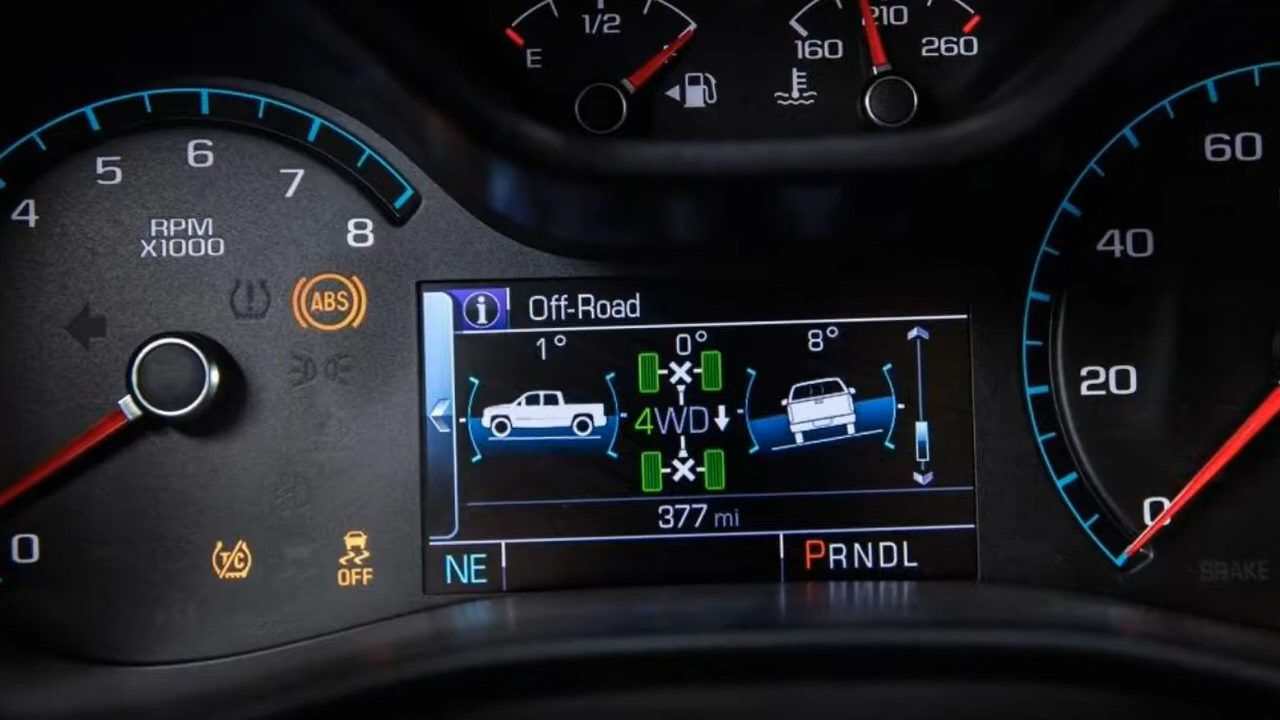 1/2
E
210
160
260
60
5
6
7
4
8
40
RPM
X1000
ABS
i
Off-Road
1°
0°
8°
20
4WD
377 mi
0
0
T/C
OFF
NE
PRNDL
BRAKE